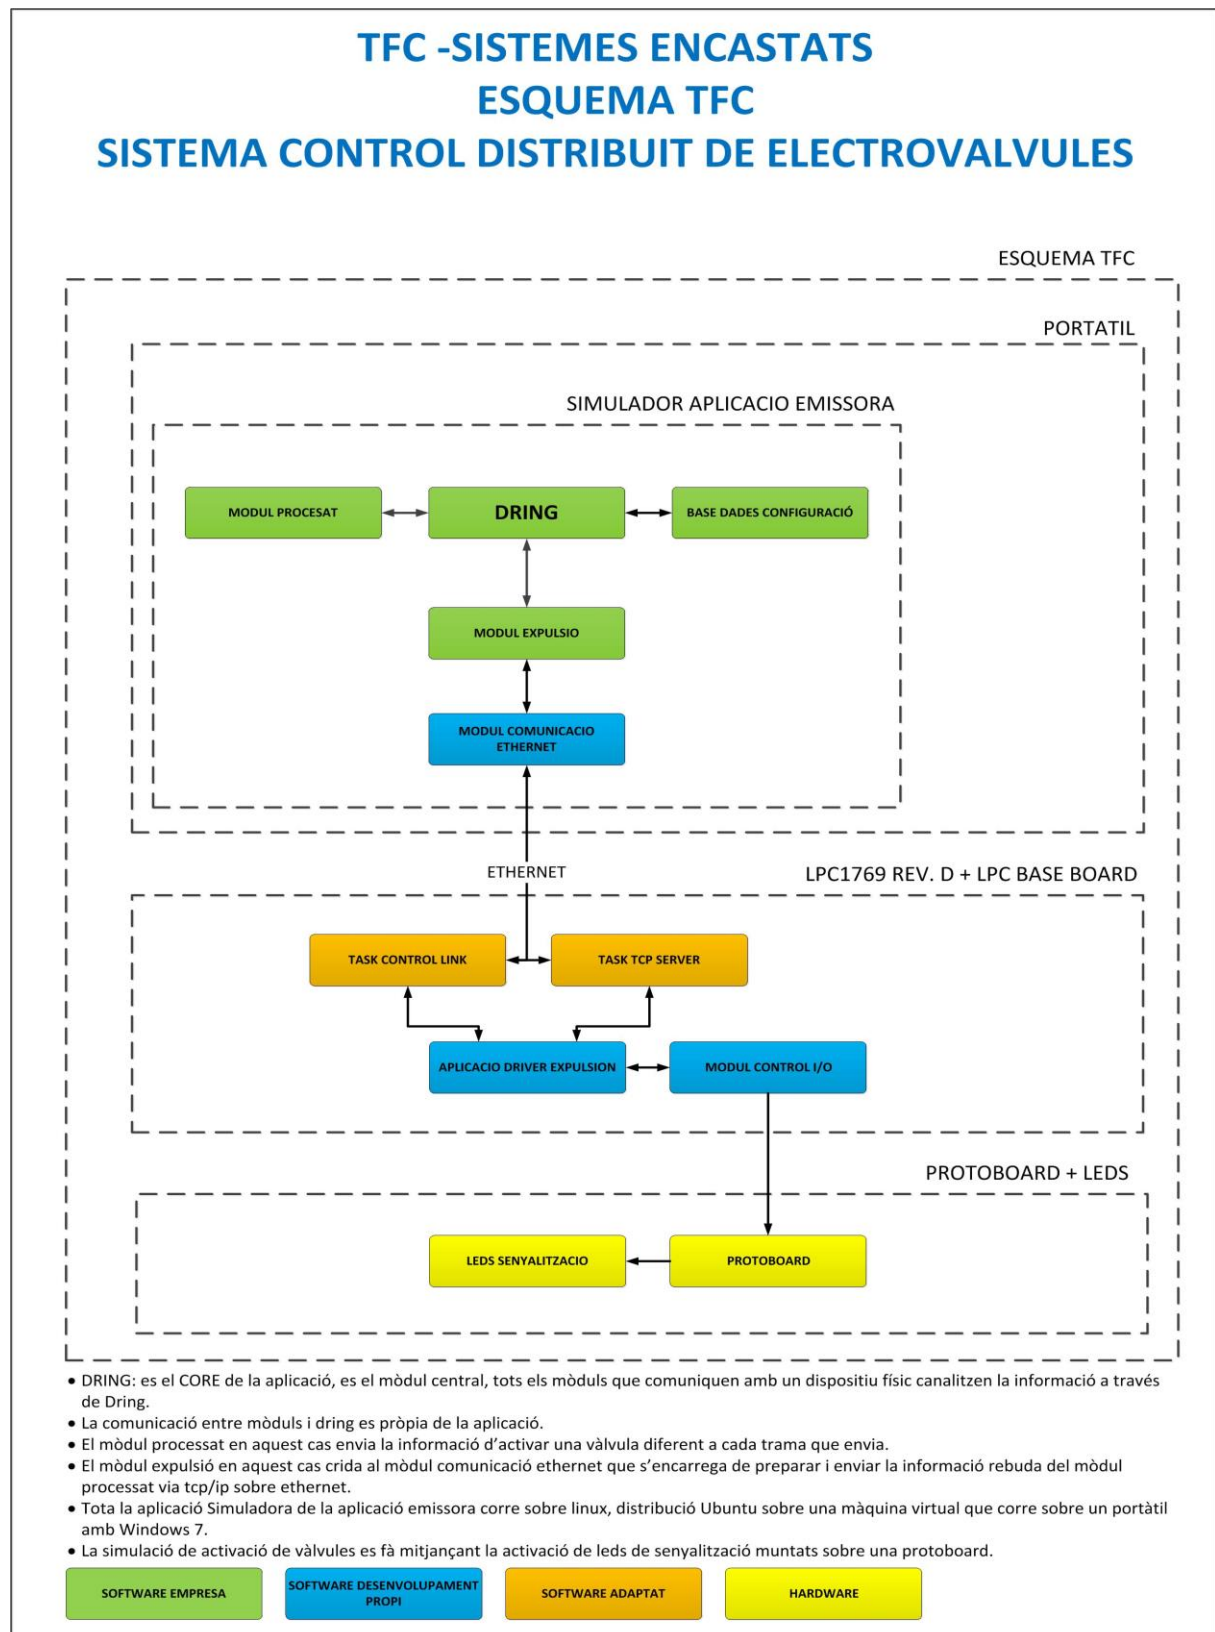 TFC -SISTEMES ENCASTATS
ESQUEMA TFC
SISTEMA CONTROL DISTRIBUIT DE ELECTROVALVULES
ESQUEMA TFC
PORTATIL
SIMULADOR APLICACIO EMISSORA
MODUL PROCESAT
DRING
BASE DADES CONFIGURACIÓ
MODUL EXPULSIO
MODUL COMUNICACIO
ETHERNET
ETHERNET
LPC1769 REV. D + LPC BASE BOARD
TASK CONTROL LINK
TASK TCP SERVER
APLICACIO DRIVER EXPULSION
MODUL CONTROL I/O
PROTOBOARD + LEDS
LEDS SENYALITZACIO
PROTOBOARD
• DRING: es el CORE de la aplicació, es el mòdul central, tots els mòduls que comuniquen amb un dispositiu físic canalitzen la informació a través
de Dring.
• La comunicació entre mòduls i dring es pròpia de la aplicació.
• El mòdul processat en aquest cas envia la informació d’activar una vàlvula diferent a cada trama que envia.
• El mòdul expulsió en aquest cas crida al mòdul comunicació ethernet que s’encarrega de preparar i enviar la informació rebuda del mòdul
processat via tcp/ip sobre ethernet.
• Tota la aplicació Simuladora de la aplicació emissora corre sobre linux, distribució Ubuntu sobre una màquina virtual que corre sobre un portàtil
amb Windows 7.
• La simulació de activació de vàlvules es fà mitjançant la activació de leds de senyalització muntats sobre una protoboard.
SOFTWARE EMPRESA
SOFTWARE DESENVOLUPAMENT
PROPI
SOFTWARE ADAPTAT
HARDWARE